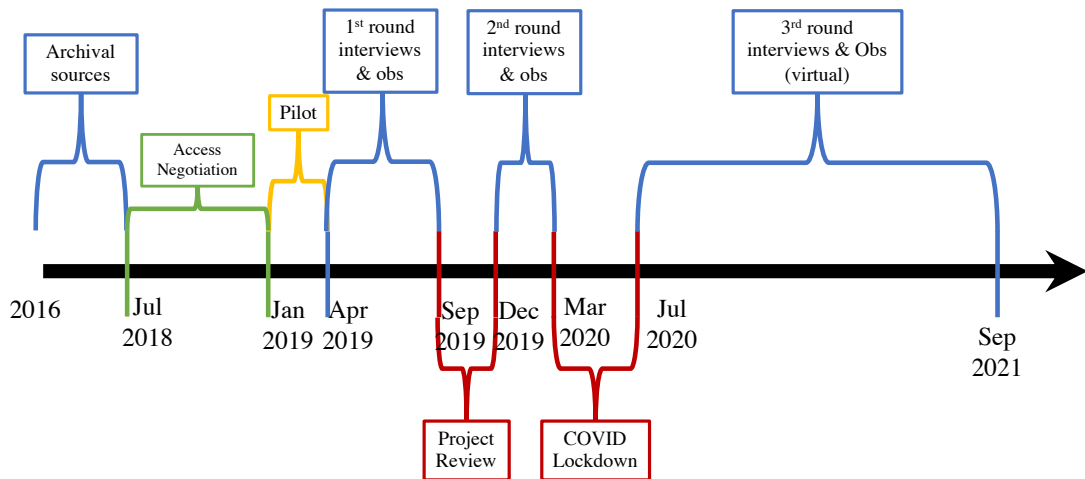 Archival
sources
Access
Negotiation
Pilot
1st round
interviews
& obs
2nd round
interviews
& obs
3rd round
interviews & Obs
(virtual)
2016
Jul
2018
Jan
2019
Apr
2019
Sep
2019
Dec
2019
Mar
2020
Jul
2020
Sep
2021
Project
Review
COVID
Lockdown